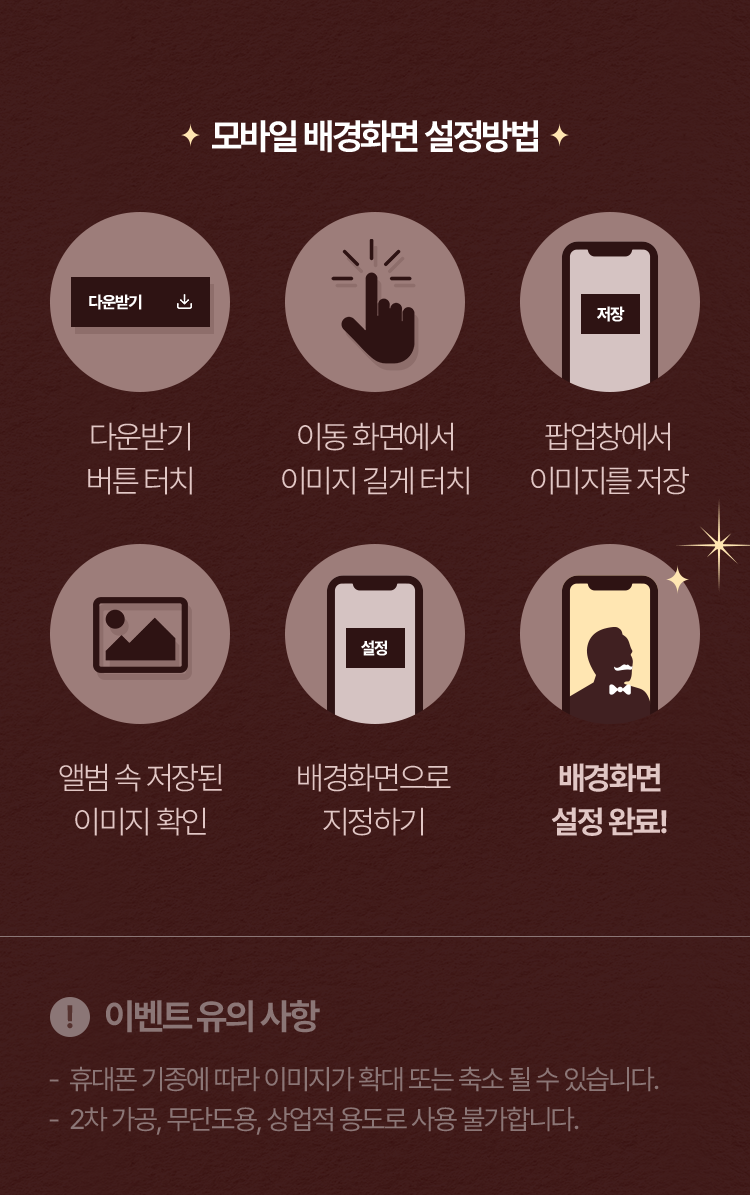 모바일 배경화면 설정방법
다운받기
저장
다운받기
버튼 터치
이동 화면에서
이미지 길게 터치
팝업창에서
이미지를 저장
설정
앨범 속 저장된
이미지 확인
배경화면으로
지정하기
배경화면
설정 완료!
! 이벤트 유의 사항
- 휴대폰 기종에 따라 이미지가 확대 또는 축소 될 수 있습니다.
- 2차 가공, 무단도용, 상업적 용도로 사용 불가합니다.